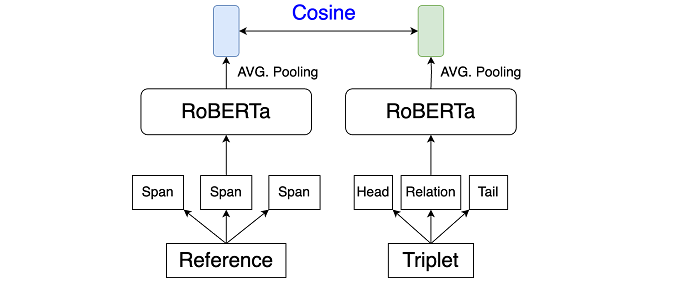 Cosine
AVG. Pooling
AVG. Pooling
RoBERTa
RoBERTa
Span
Span
Span
Head
Relation
Tail
Reference
Triplet